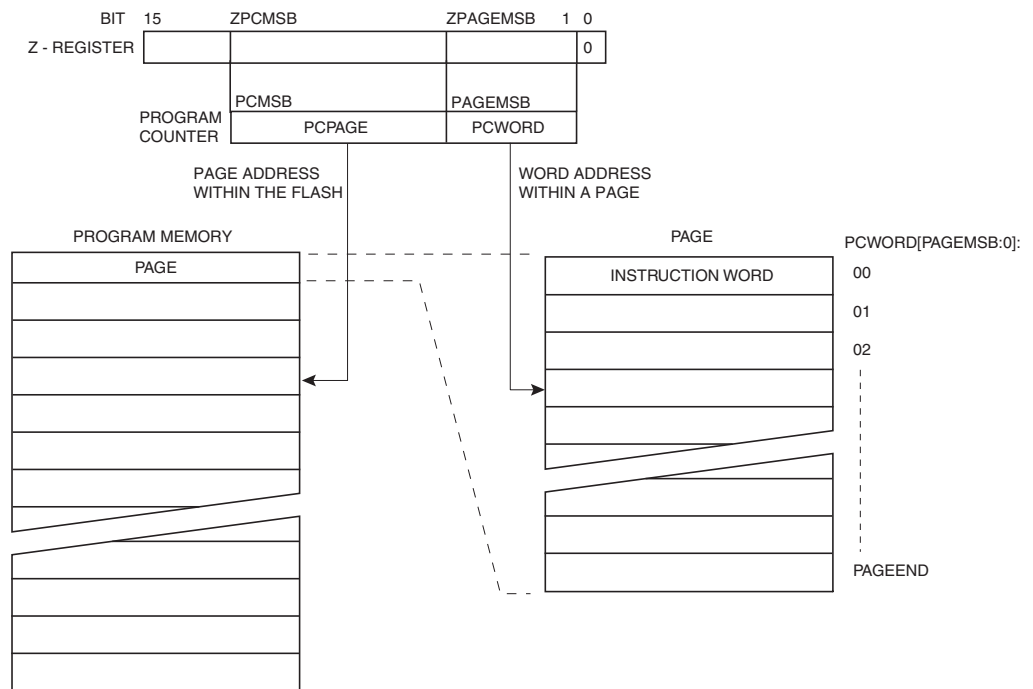 BIT 15 ZPCMSB ZPAGEMSB 1 0
Z - REGISTER 0
PCMSB PAGEMSB
PROGRAM
COUNTER
PCPAGE PCWORD
PAGE ADDRESS
WITHIN THE FLASH
WORD ADDRESS
WITHIN A PAGE
PROGRAM MEMORY
PAGE
PAGE
PCWORD[PAGEMSB:0]:
INSTRUCTION WORD
00
01
02
PAGEEND